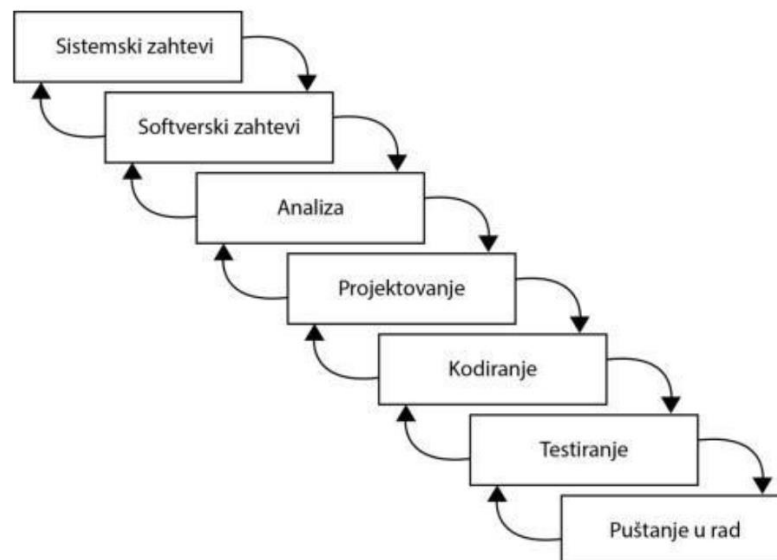 Sistemski zahtevi
Softverski zahtevi
Analiza
Projektovanje
Kodiranje
Testiranje
Puštanje u rad